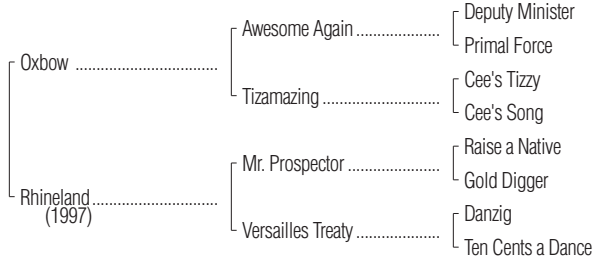 Deputy Minister
Awesome Again ....................
Primal Force
Oxbow .................................
Cee's Tizzy
Tizamazing ............................
Cee's Song
Raise a Native
Mr. Prospector ......................
Gold Digger
Rhineland .............................
(1997)
Danzig
Versailles Treaty ....................
Ten Cents a Dance